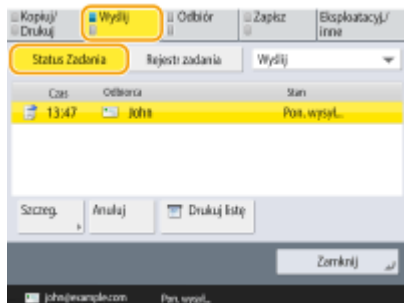 Kopiuj/ Wyślij Odbiór Zapisz Eksploatacyj./
Drukuj inne
Status Zadania Rejestr zadania Wyślij
Czas Odbiorca Stan
13:47 John Pon. wysył...
Szczeg. Anuluj Drukuj listę
Zamknij
john@example.com Pon. wysył...